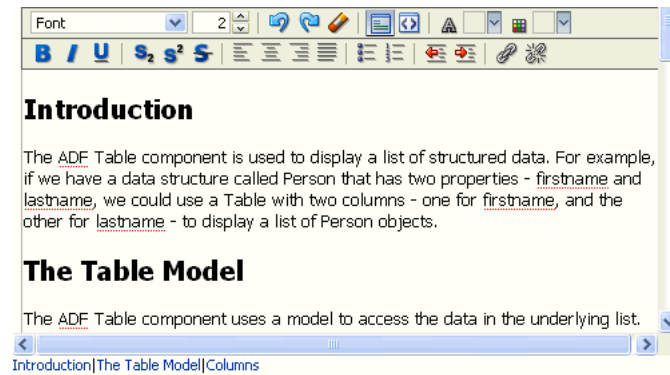 Font 2
B I U S₂ S² S
Introduction
The ADF Table component is used to display a list of structured data. For example,
if we have a data structure called Person that has two properties - firstname and
lastname, we could use a Table with two columns - one for firstname, and the
other for lastname - to display a list of Person objects.
The Table Model
The ADF Table component uses a model to access the data in the underlying list.
Introduction|The Table Model|Columns